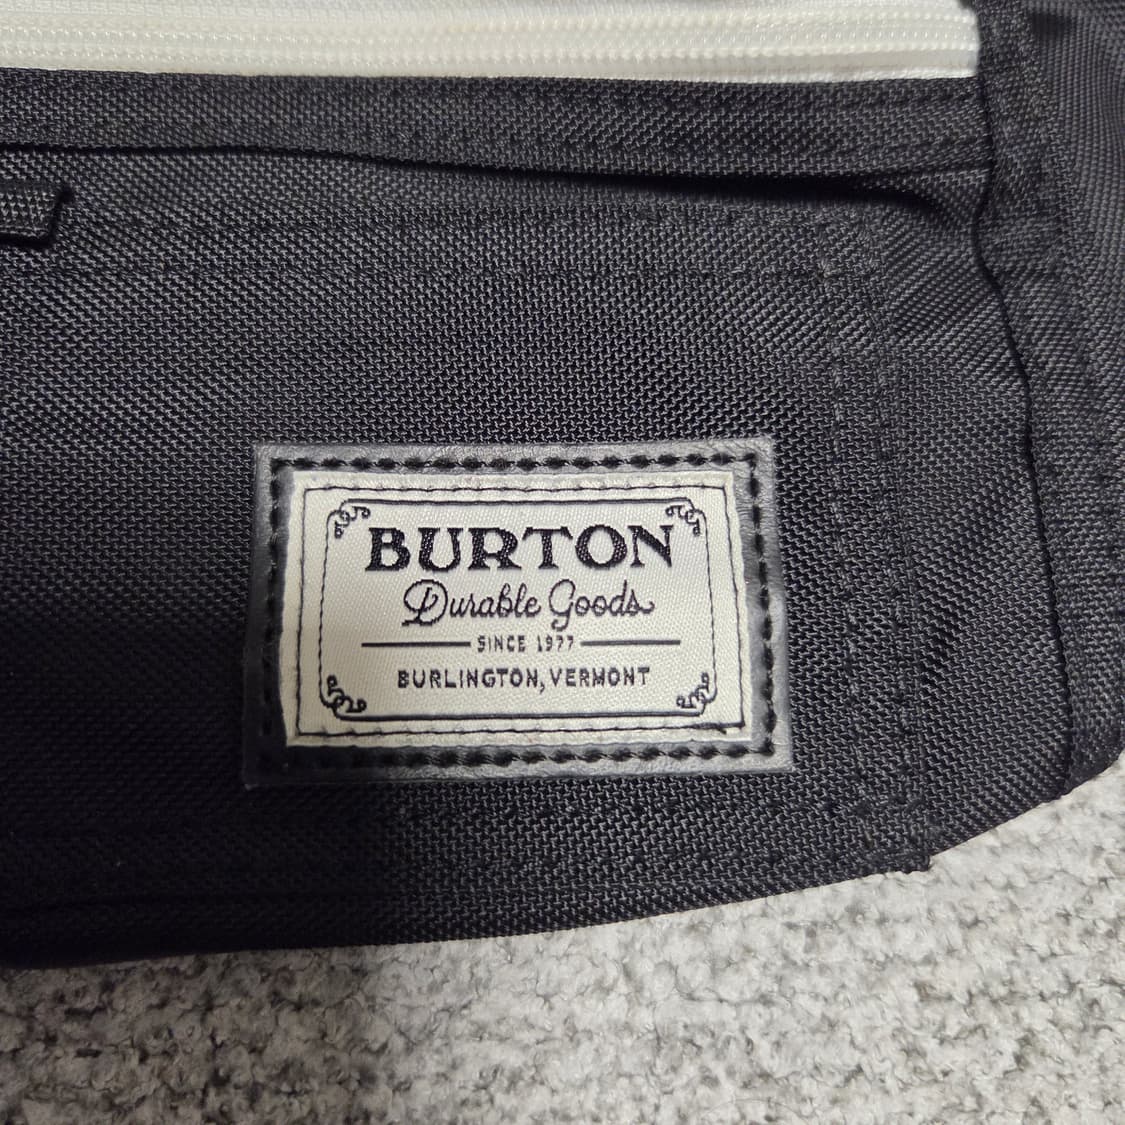 BURTON
Durable Goods
SINCE 1977
BURLINGTON, VERMONT